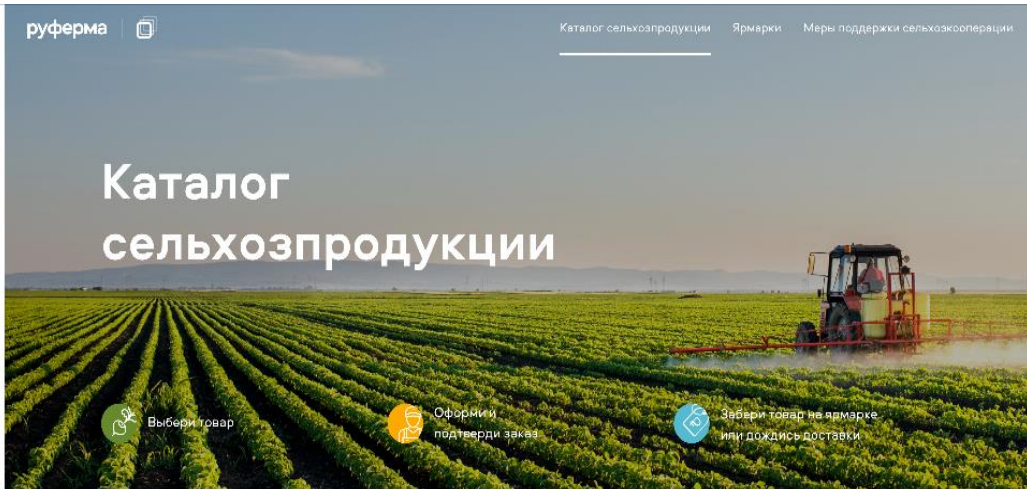 руферма
Каталог сельхозпродукции
Ярмарки
Меры поддержки сельхозкооперации
Каталог
сельхозпродукции
Выбери товар
Оформи и
подтверди заказ
Забери товар на ярмарке
или дождись доставки